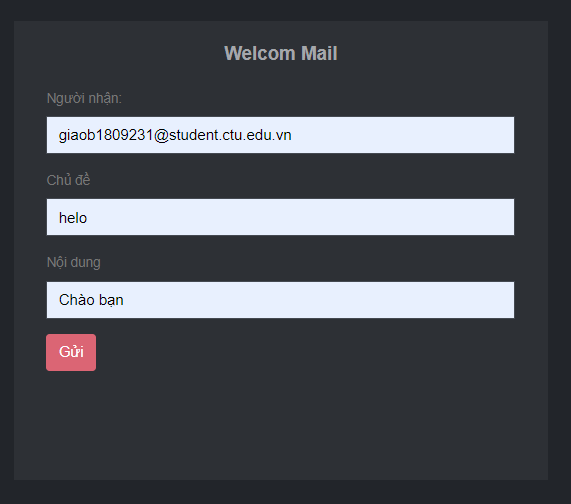 Welcom Mail
Người nhận:
giaob1809231@student.ctu.edu.vn
Chủ đề
helo
Nội dung
Chào bạn
Gửi